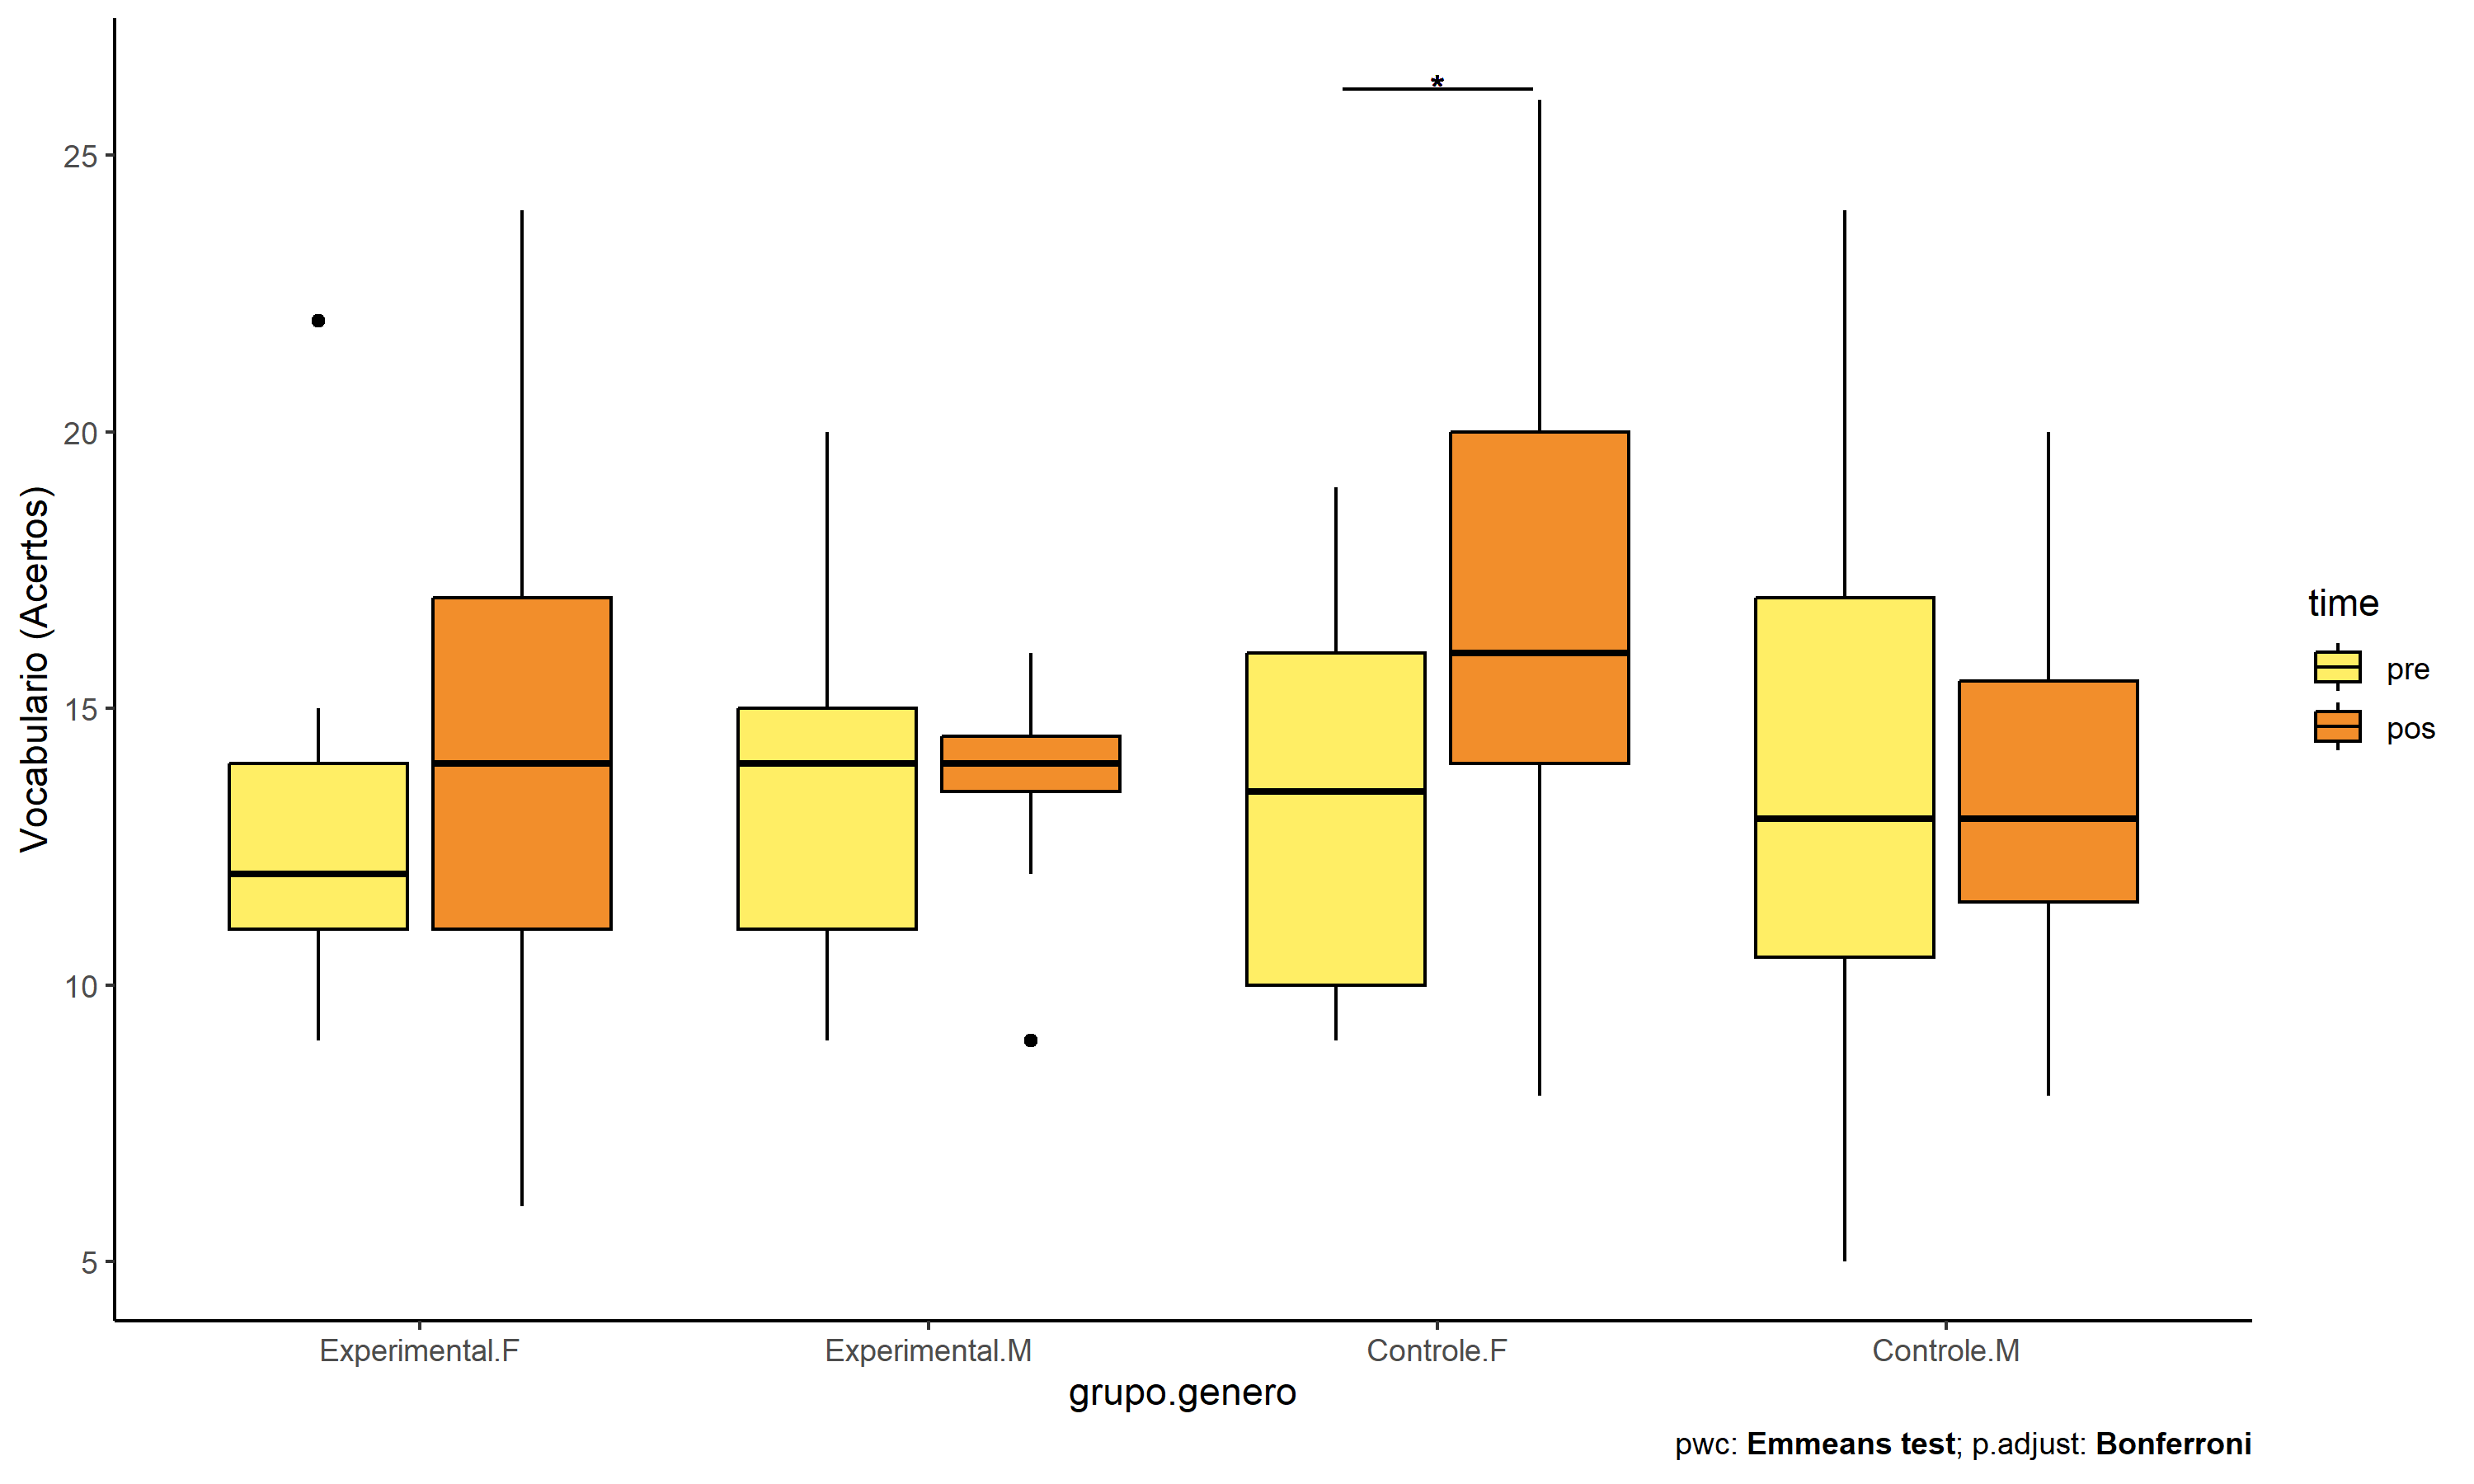 *
25
20
15
10
5
Vocabulario (Acertos)
Experimental.F
Experimental.M
Controle.F
Controle.M
grupo.genero
time
pre
pos
pwc: Emmeans test; p.adjust: Bonferroni